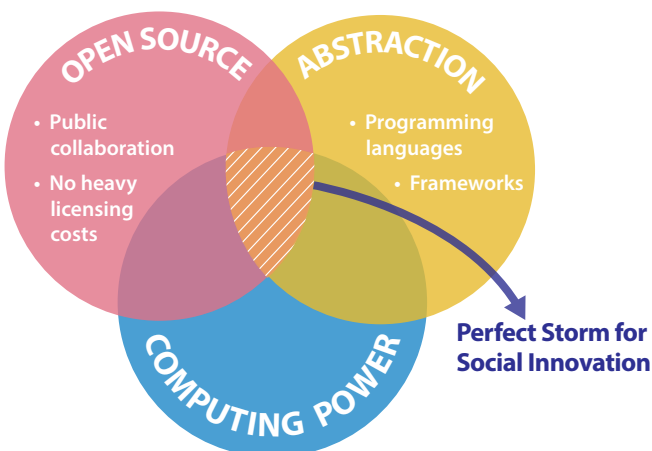 OPEN SOURCE
• Public
collaboration
• No heavy
licensing
costs
ABSTRACTION
• Programming
languages
• Frameworks
COMPUTING POWER
Perfect Storm for
Social Innovation